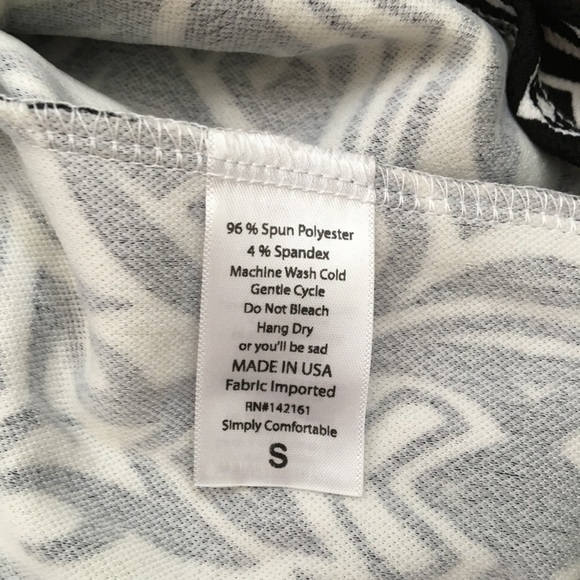 96 % Spun Polyester
4 % Spandex
Machine Wash Cold
Gentle Cycle
Do Not Bleach
Hang Dry
or you'll be sad
MADE IN USA
Fabric Imported
RN#142161
Simply Comfortable
S